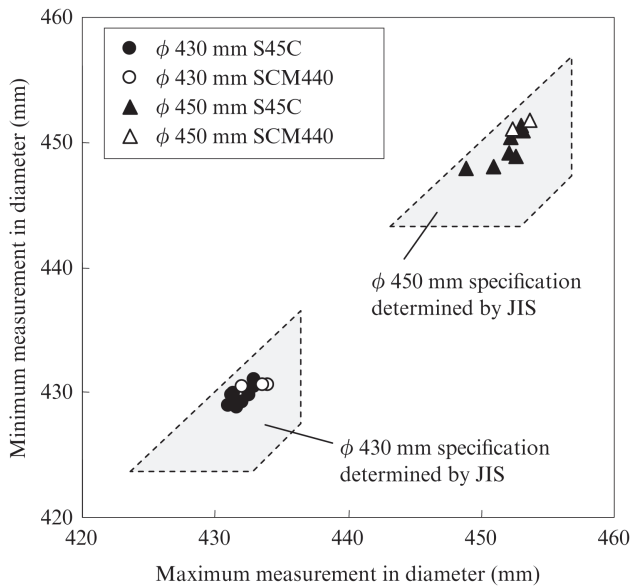 460
450
440
430
420
Minimum measurement in diameter (mm)
ϕ 430 mm S45C
ϕ 430 mm SCM440
ϕ 450 mm S45C
ϕ 450 mm SCM440
ϕ 450 mm specification
determined by JIS
ϕ 430 mm specification
determined by JIS
420 430 440 450 460
Maximum measurement in diameter (mm)